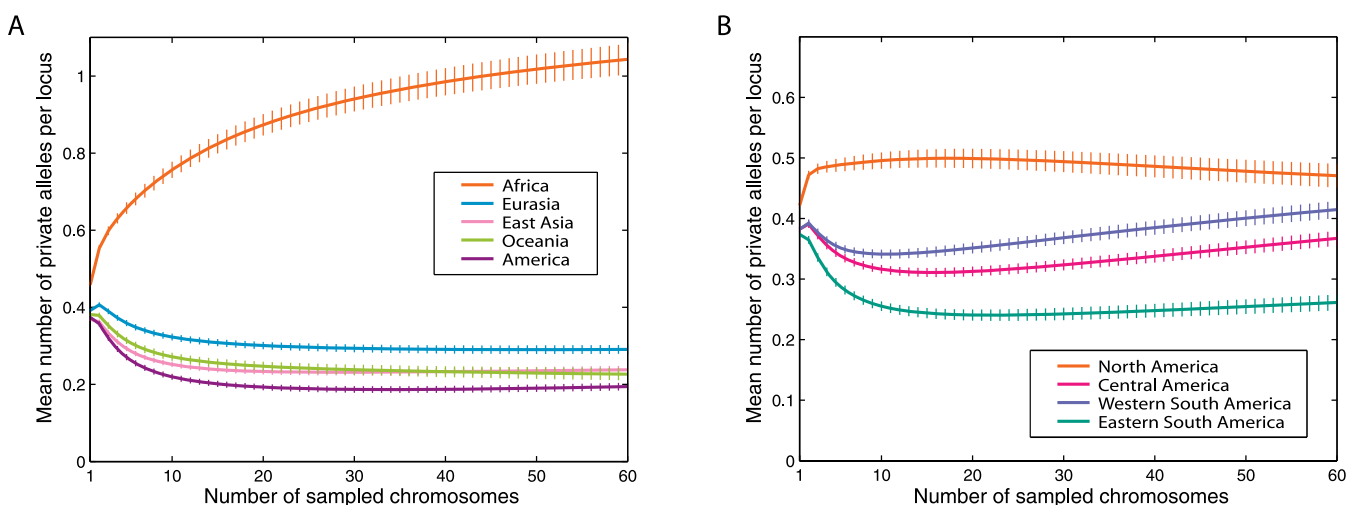 A
Mean number of private alleles per locus
1
0.8
0.6
0.4
0.2
0
Africa
Eurasia
East Asia
Oceania
America
1 10 20 30 40 50 60
Number of sampled chromosomes
B
Mean number of private alleles per locus
0.6
0.5
0.4
0.3
0.2
0.1
0
North America
Central America
Western South America
Eastern South America
1 10 20 30 40 50 60
Number of sampled chromosomes